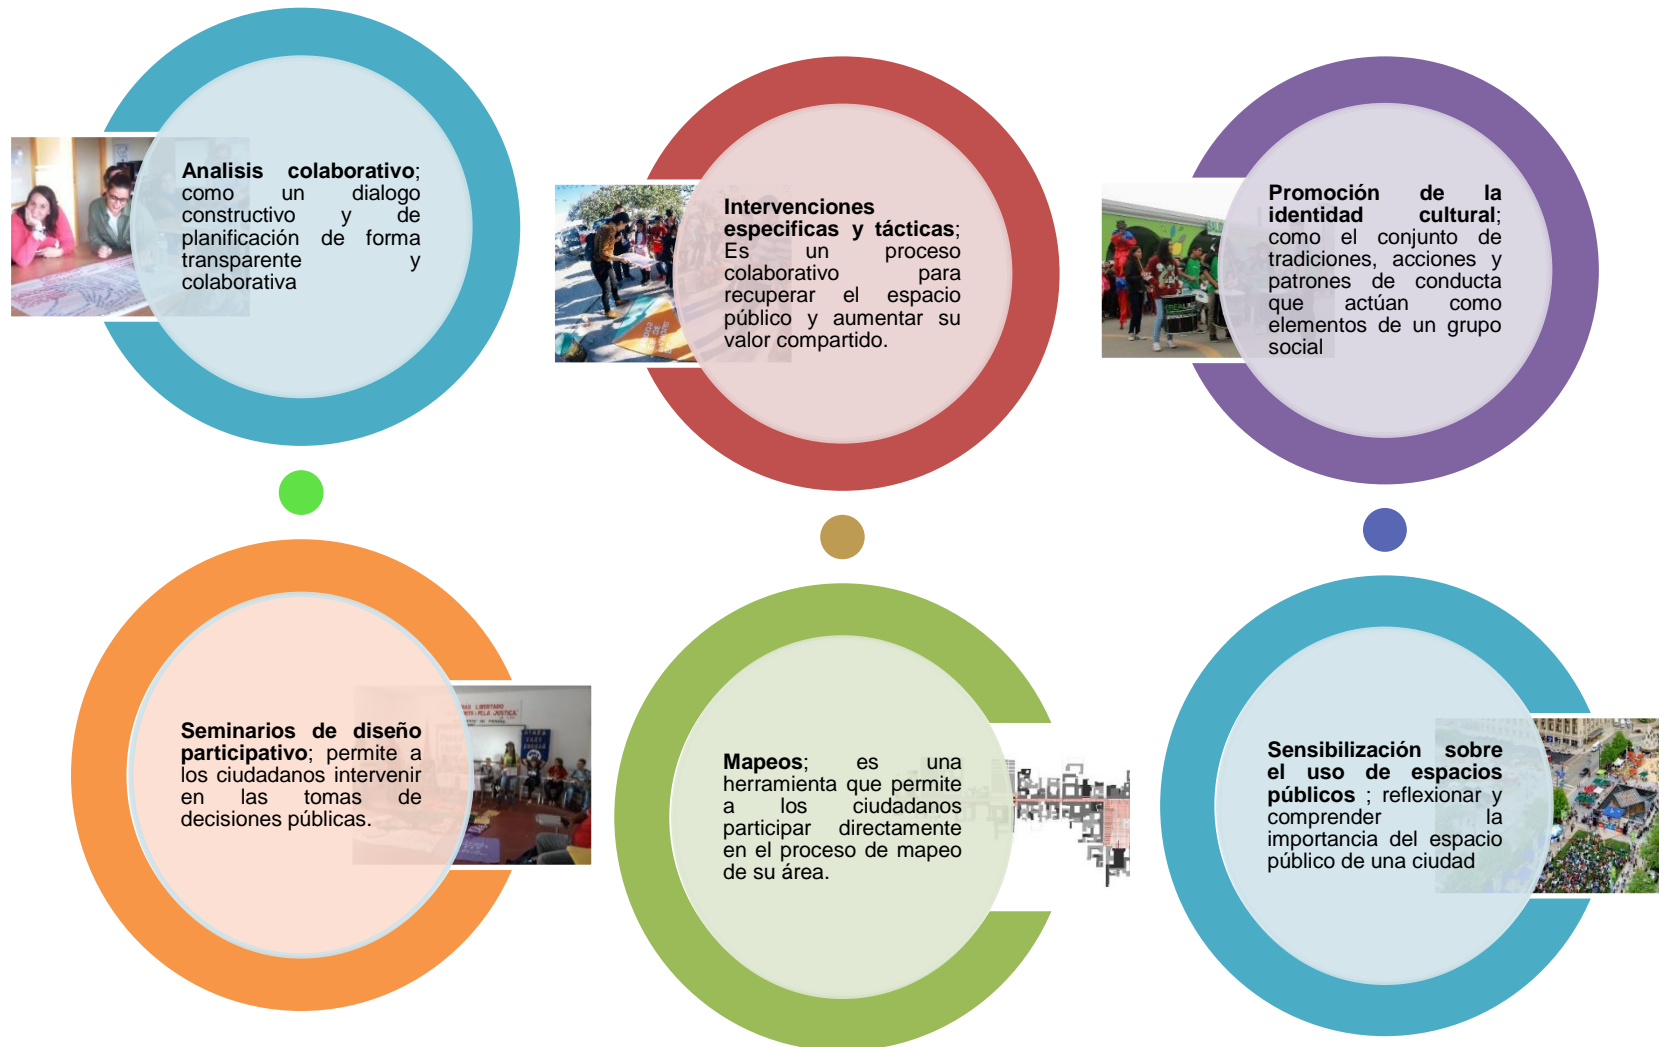 Analisis colaborativo;
como un dialogo
constructivo y de
planificación de forma
transparente y
colaborativa
Intervenciones
especificas y tácticas;
Es un proceso
colaborativo para
recuperar el espacio
público y aumentar su
valor compartido.
Promoción de la
identidad cultural;
como el conjunto de
tradiciones, acciones y
patrones de conducta
que actúan como
elementos de un grupo
social
Seminarios de diseño
participativo; permite a
los ciudadanos intervenir
en las tomas de
decisiones públicas.
Mapeos; es una
herramienta que permite
a los ciudadanos
participar directamente
en el proceso de mapeo
de su área.
Sensibilización sobre
el uso de espacios
públicos ; reflexionar y
comprender la
importancia del espacio
público de una ciudad